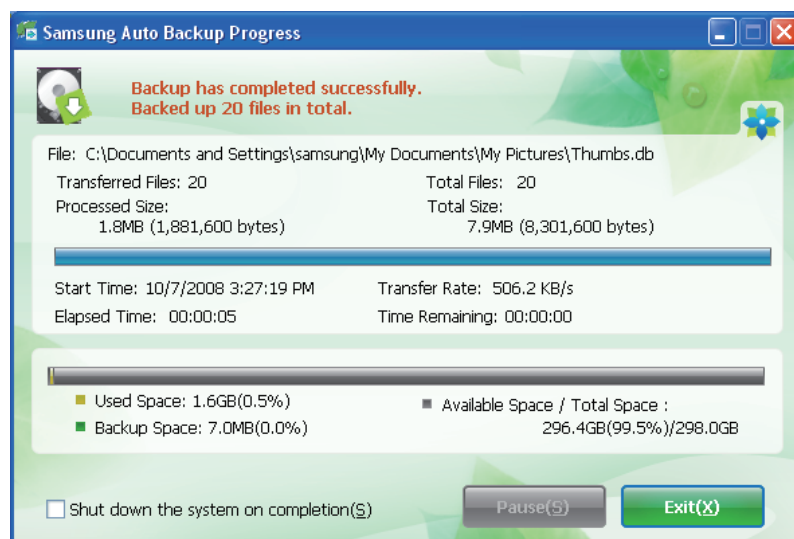 Samsung Auto Backup Progress
Backup has completed successfully.
Backed up 20 files in total.
File: C:\Documents and Settings\samsung\My Documents\My Pictures\Thumbs.db
Transferred Files: 20
Total Files: 20
Processed Size:
1.8MB (1,881,600 bytes)
Total Size:
7.9MB (8,301,600 bytes)
Start Time: 10/7/2008 3:27:19 PM
Transfer Rate: 506.2 KB/s
Elapsed Time: 00:00:05
Time Remaining: 00:00:00
Used Space: 1.6GB(0.5%)
Available Space / Total Space :
Backup Space: 7.0MB(0.0%)
296.4GB(99.5%)/298.0GB
Shut down the system on completion(S)
Pause(S)
Exit(X)